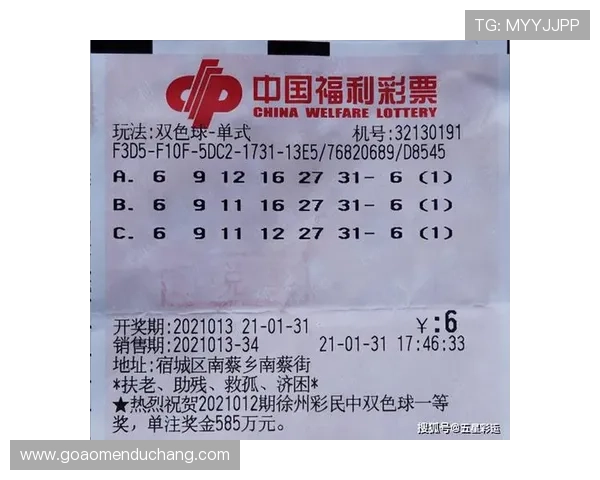 TG: MYYJJPP
中国福利彩票
CHINA WELFARE LOTTERY
玩法:双色球-单式 机号:32130191
F3D5-F10F-5DC2-1731-13E5/76820689/D8545
A. 6 9 12 16 27 31- 6 (1)
B. 6 9 11 16 27 31- 6 (1)
C. 6 9 11 12 27 31- 6 (1)
开奖期:2021013 21-01-31 ￥:6
销售期:2021013-34 21-01-31 17:46:33
地址:宿城区南蔡乡南蔡街
*扶老、助残、救孤、济困*
★热烈祝贺2021012期徐州彩民中双色球一等
奖,单注奖金585万元。
搜狐号@五星彩运
www.goaomenduchang.com